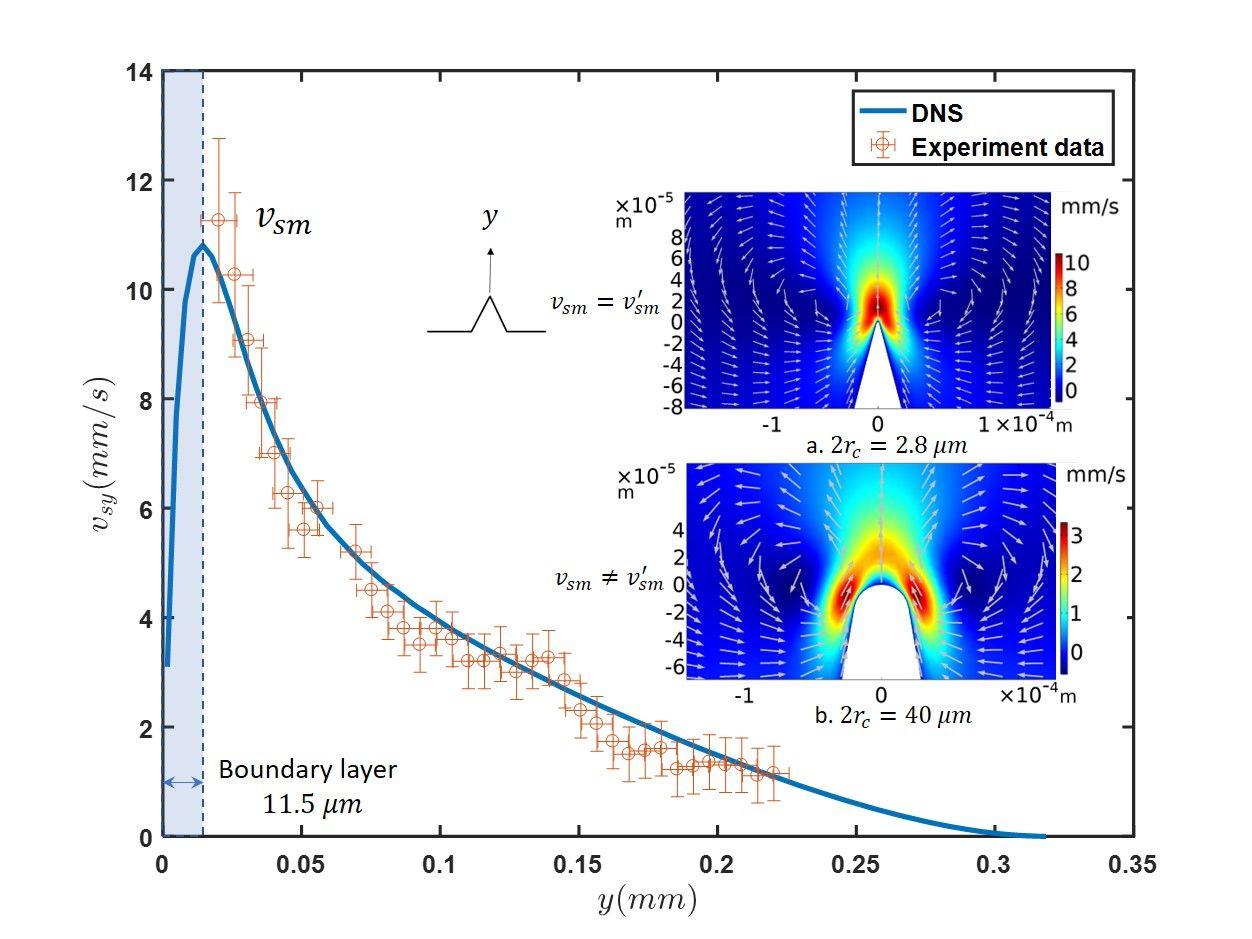 14
12
10
8
6
4
2
0
v_sy(mm/s)
0
0.05
0.1
0.15
0.2
0.25
0.3
0.35
y(mm)
DNS
Experiment data
v_sm
y
Boundary layer
11.5 μm
×10⁻⁵
m
8
6
4
2
0
-2
-4
-6
-8
v_sm = v′_sm
-1
0
1 ×10⁻⁴ m
mm/s
10
8
6
4
2
0
a. 2r_c = 2.8 μm
×10⁻⁵
m
4
2
0
-2
-4
-6
v_sm ≠ v′_sm
-1
0
×10⁻⁴ m
mm/s
3
2
1
0
b. 2r_c = 40 μm